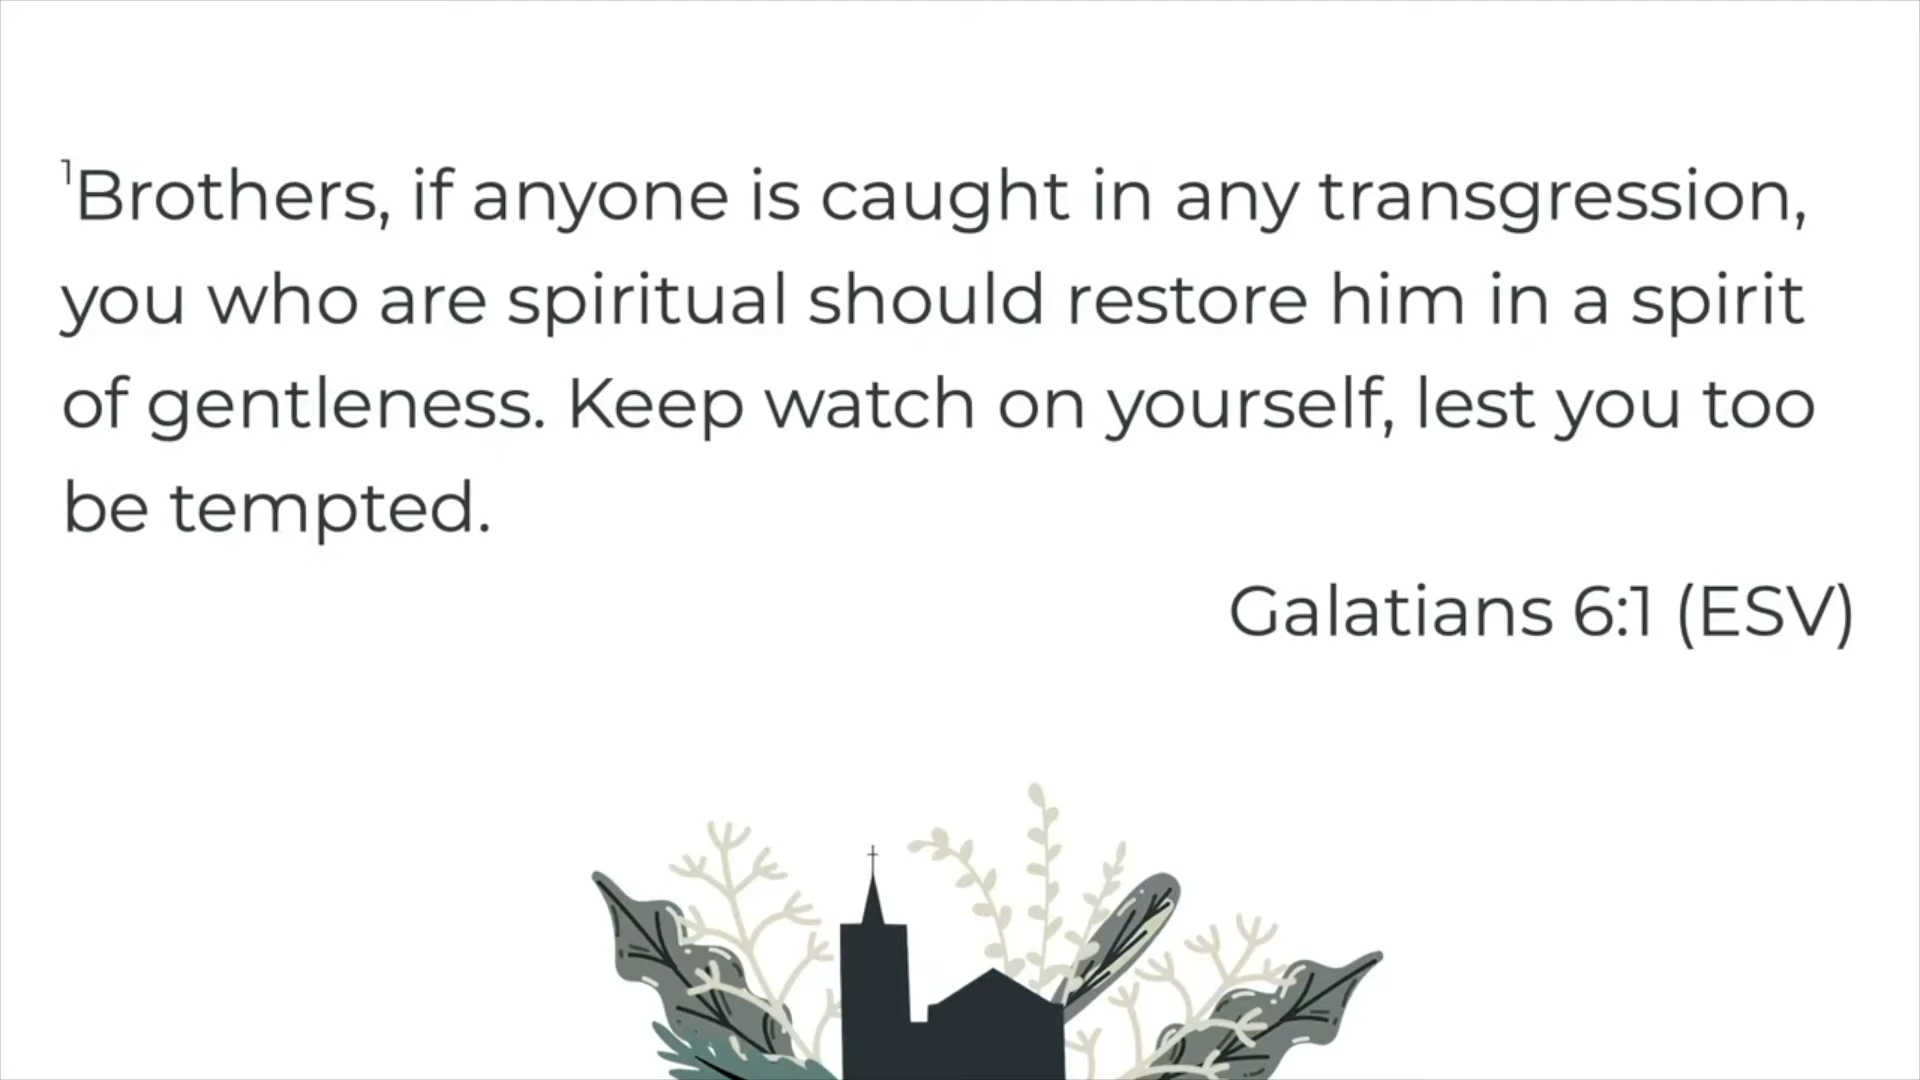 ¹Brothers, if anyone is caught in any transgression,
you who are spiritual should restore him in a spirit
of gentleness. Keep watch on yourself, lest you too
be tempted.
Galatians 6:1 (ESV)